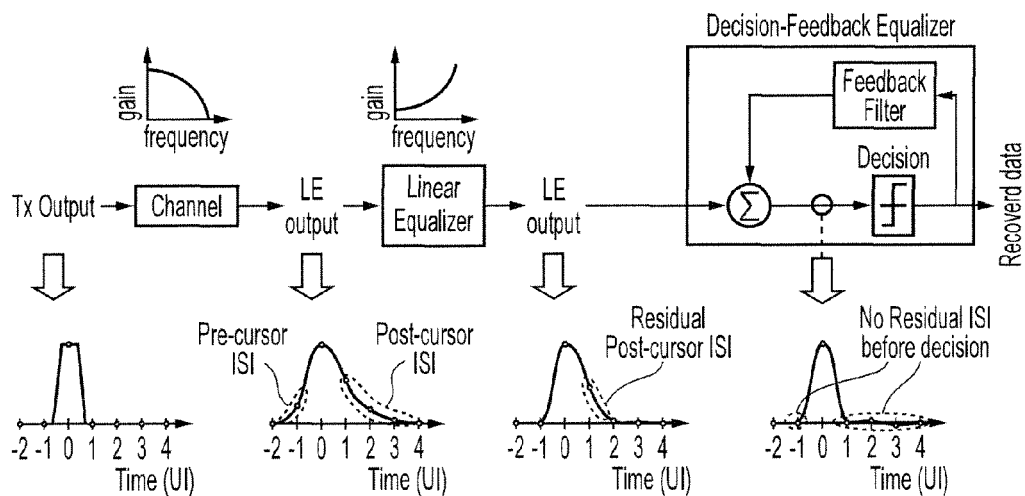 Decision-Feedback Equalizer
gain
frequency
gain
frequency
Feedback
Filter
Decision
Tx Output
Channel
LE
output
Linear
Equalizer
LE
output
Σ
Recoverd data
Pre-cursor
ISI
Post-cursor
ISI
Residual
Post-cursor ISI
No Residual ISI
before decision
-2 -1 0 1 2 3 4
Time (UI)
-2 -1 0 1 2 3 4
Time (UI)
-2 -1 0 1 2 3 4
Time (UI)
-2 -1 0 1 2 3 4
Time (UI)